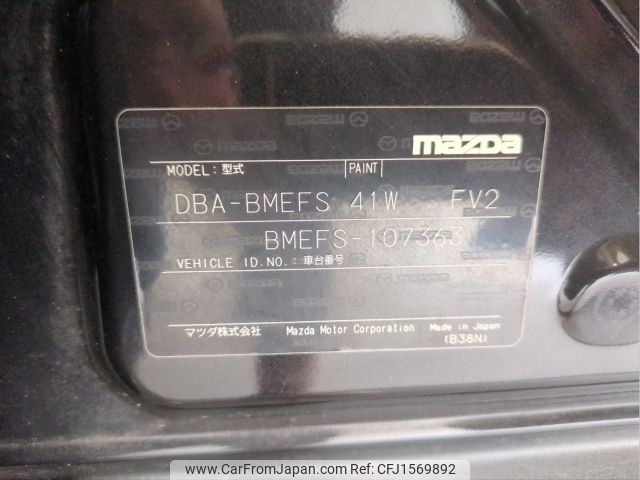 mazda
MODEL:型式 PAINT
DBA-BMEFS 41W FV2
BMEFS-107363
VEHICLE ID.NO.:車台番号
マツダ株式会社 Mazda Motor Corporation Made in Japan
(B38N)
www.CarFromJapan.com - CFJ1569892